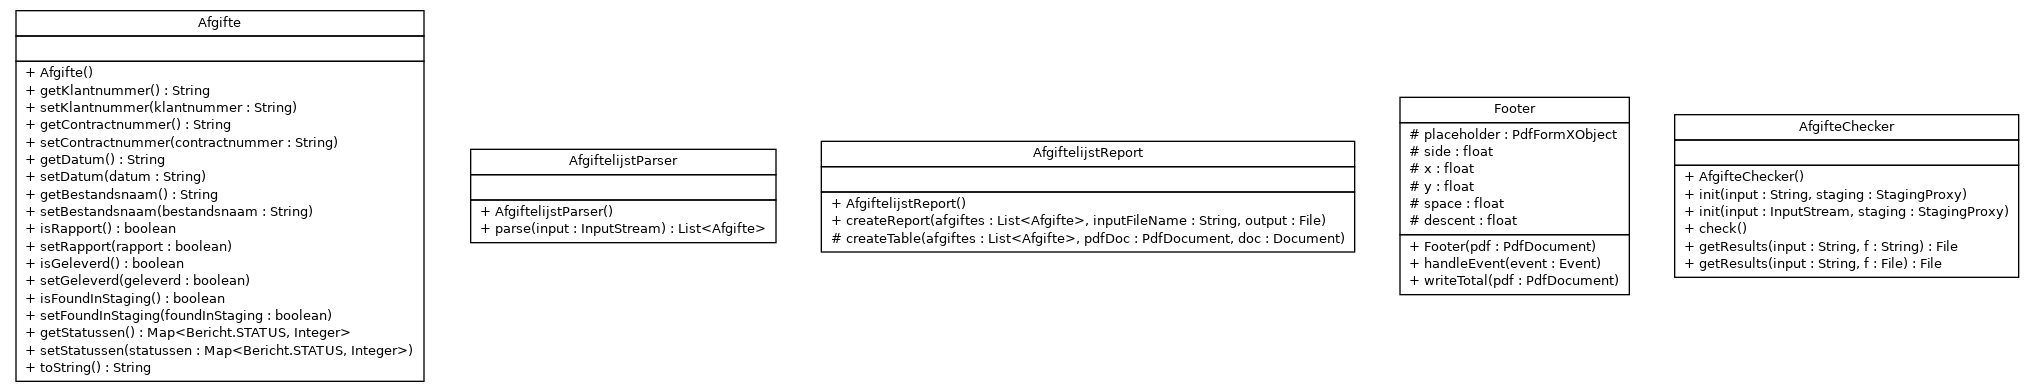 Afgifte
+ Afgifte()
+ getKlantnummer() : String
+ setKlantnummer(klantnummer : String)
+ getContractnummer() : String
+ setContractnummer(contractnummer : String)
+ getDatum() : String
+ setDatum(datum : String)
+ getBestandsnaam() : String
+ setBestandsnaam(bestandsnaam : String)
+ isRapport() : boolean
+ setRapport(rapport : boolean)
+ isGeleverd() : boolean
+ setGeleverd(geleverd : boolean)
+ isFoundInStaging() : boolean
+ setFoundInStaging(foundInStaging : boolean)
+ getStatussen() : Map<Bericht.STATUS, Integer>
+ setStatussen(statussen : Map<Bericht.STATUS, Integer>)
+ toString() : String
AfgiftelijstParser
+ AfgiftelijstParser()
+ parse(input : InputStream) : List<Afgifte>
AfgiftelijstReport
+ AfgiftelijstReport()
+ createReport(afgiftes : List<Afgifte>, inputFileName : String, output : File)
# createTable(afgiftes : List<Afgifte>, pdfDoc : PdfDocument, doc : Document)
Footer
# placeholder : PdfFormXObject
# side : float
# x : float
# y : float
# space : float
# descent : float
+ Footer(pdf : PdfDocument)
+ handleEvent(event : Event)
+ writeTotal(pdf : PdfDocument)
AfgifteChecker
+ AfgifteChecker()
+ init(input : String, staging : StagingProxy)
+ init(input : InputStream, staging : StagingProxy)
+ check()
+ getResults(input : String, f : String) : File
+ getResults(input : String, f : File) : File